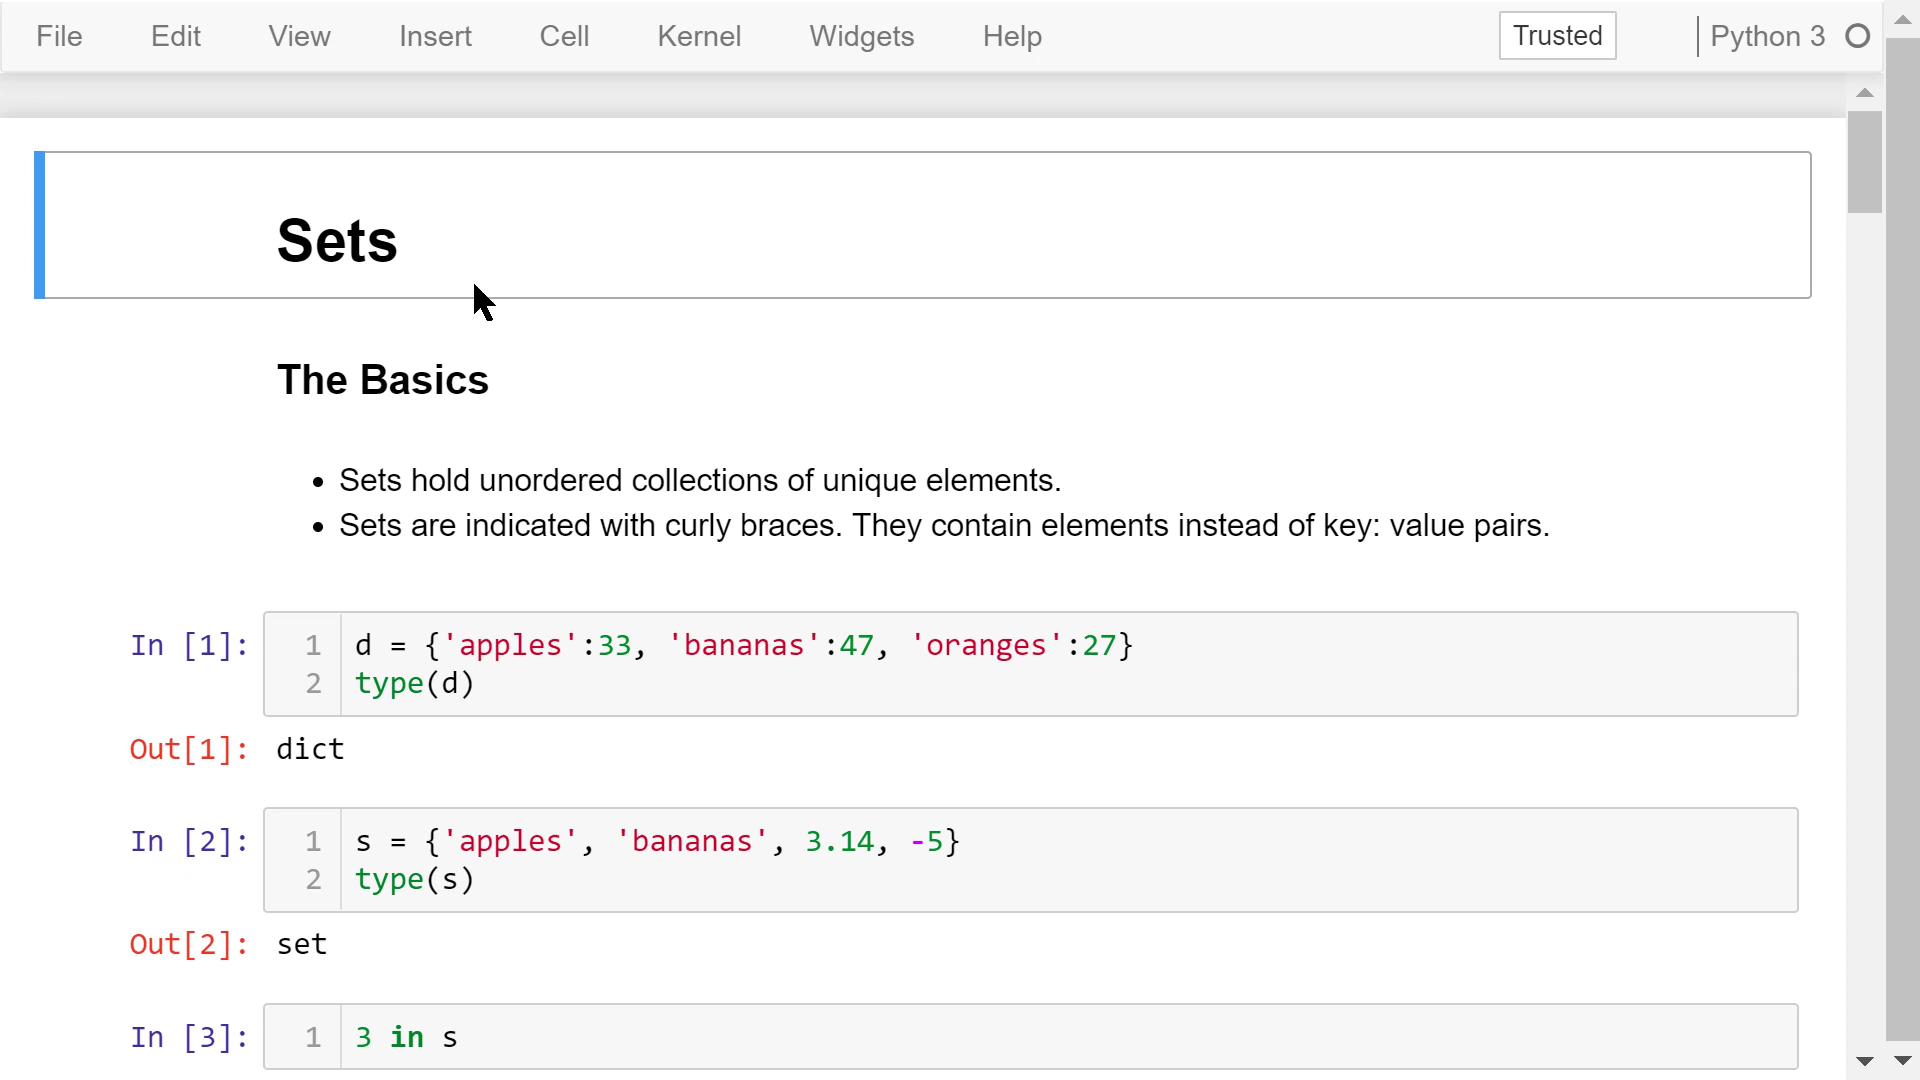 File Edit View Insert Cell Kernel Widgets Help Trusted Python 3
Sets
The Basics
• Sets hold unordered collections of unique elements.
• Sets are indicated with curly braces. They contain elements instead of key: value pairs.
In [1]: 1 d = {'apples':33, 'bananas':47, 'oranges':27}
2 type(d)
Out[1]: dict
In [2]: 1 s = {'apples', 'bananas', 3.14, -5}
2 type(s)
Out[2]: set
In [3]: 1 3 in s